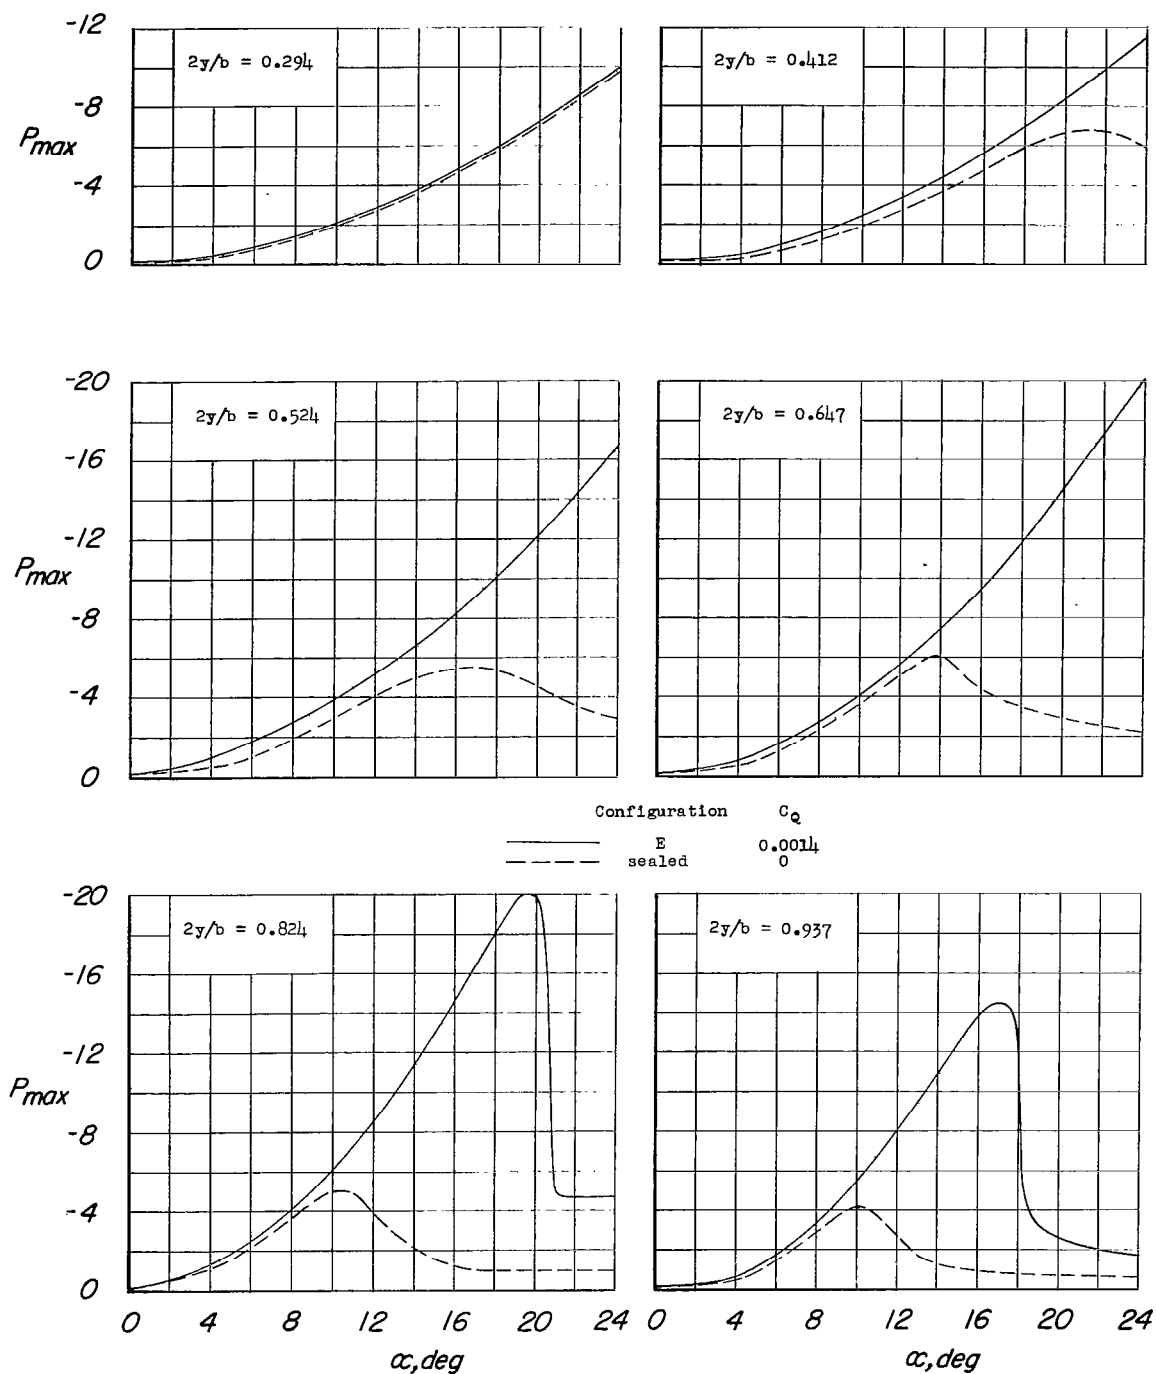 -12
-8
-4
0
Pmax
2y/b = 0.294
2y/b = 0.412
-20
-16
-12
-8
-4
0
Pmax
2y/b = 0.524
2y/b = 0.647
Configuration CQ
E 0.0014
sealed 0
-20
-16
-12
-8
-4
0
Pmax
2y/b = 0.824
2y/b = 0.937
0 4 8 12 16 20 24 0 4 8 12 16 20 24
α, deg α, deg